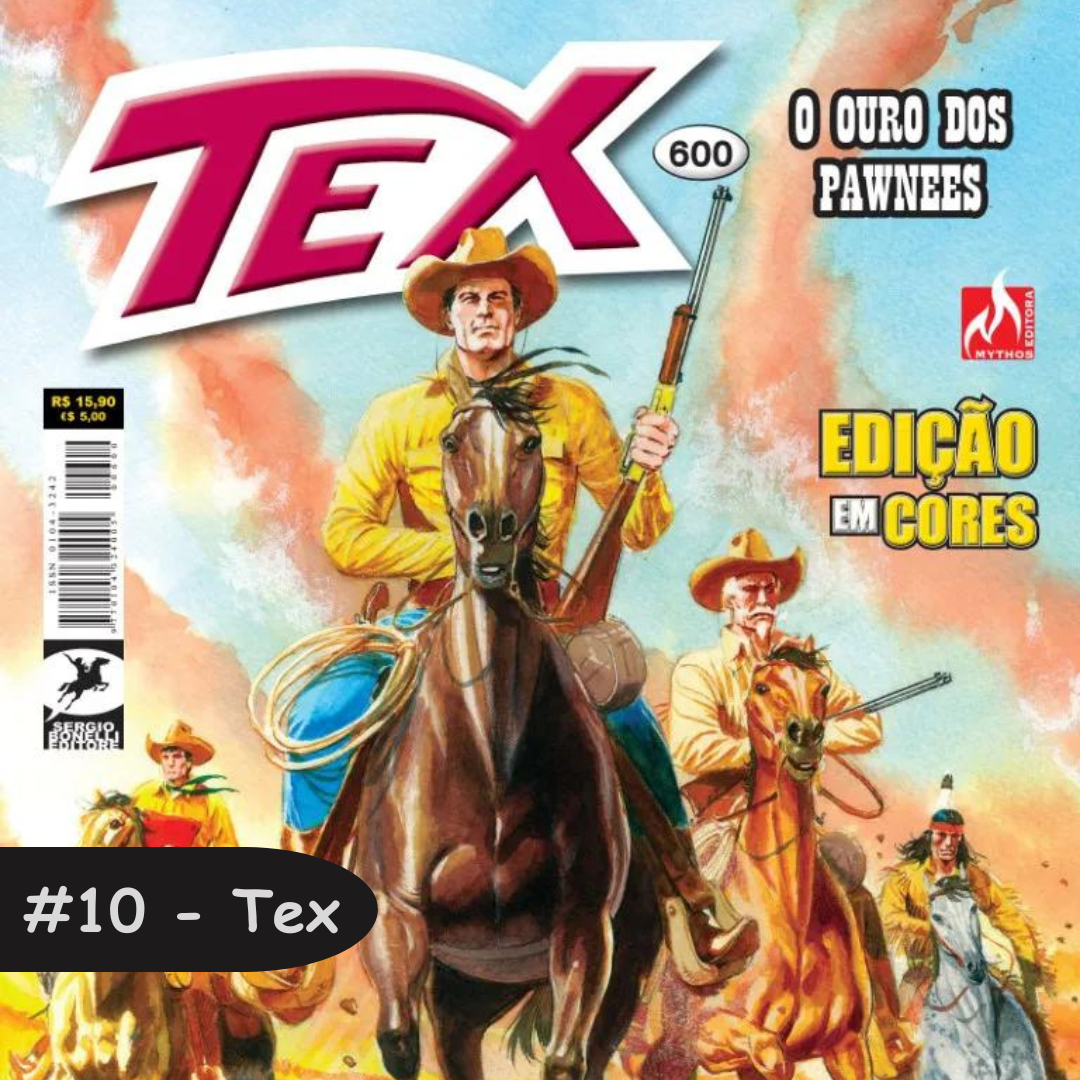 TEX
600
O OURO DOS
PAWNEES
MYTHOS
EDITORA
R$ 15,90
€$ 5,00
EDIÇÃO
EM CORES
ISSN 0104-3242
SERGIO
BONELLI
EDITORE
#10 - Tex